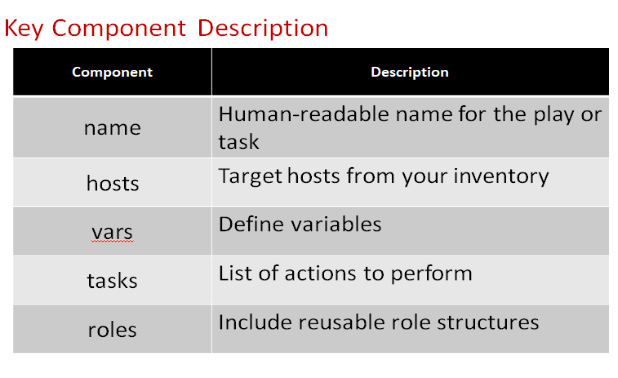 Key Component Description
Component Description
name Human-readable name for the play or
task
hosts Target hosts from your inventory
vars Define variables
tasks List of actions to perform
roles Include reusable role structures